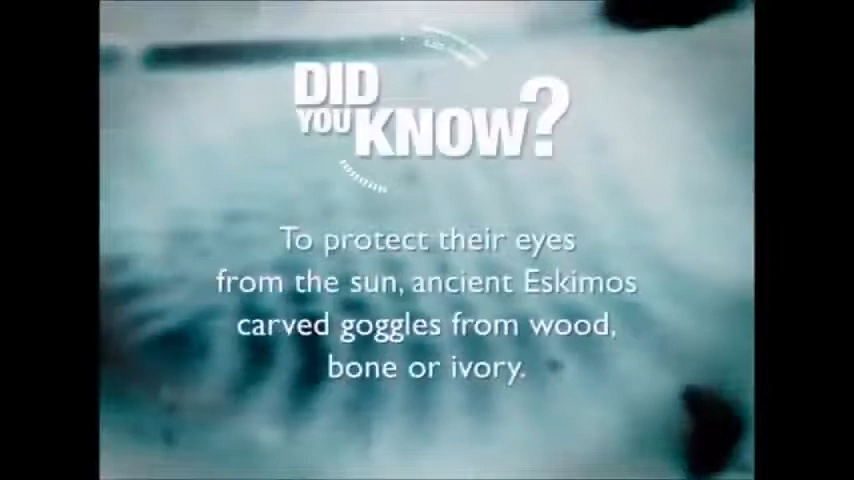 DID
YOU KNOW?
To protect their eyes
from the sun, ancient Eskimos
carved goggles from wood,
bone or ivory.